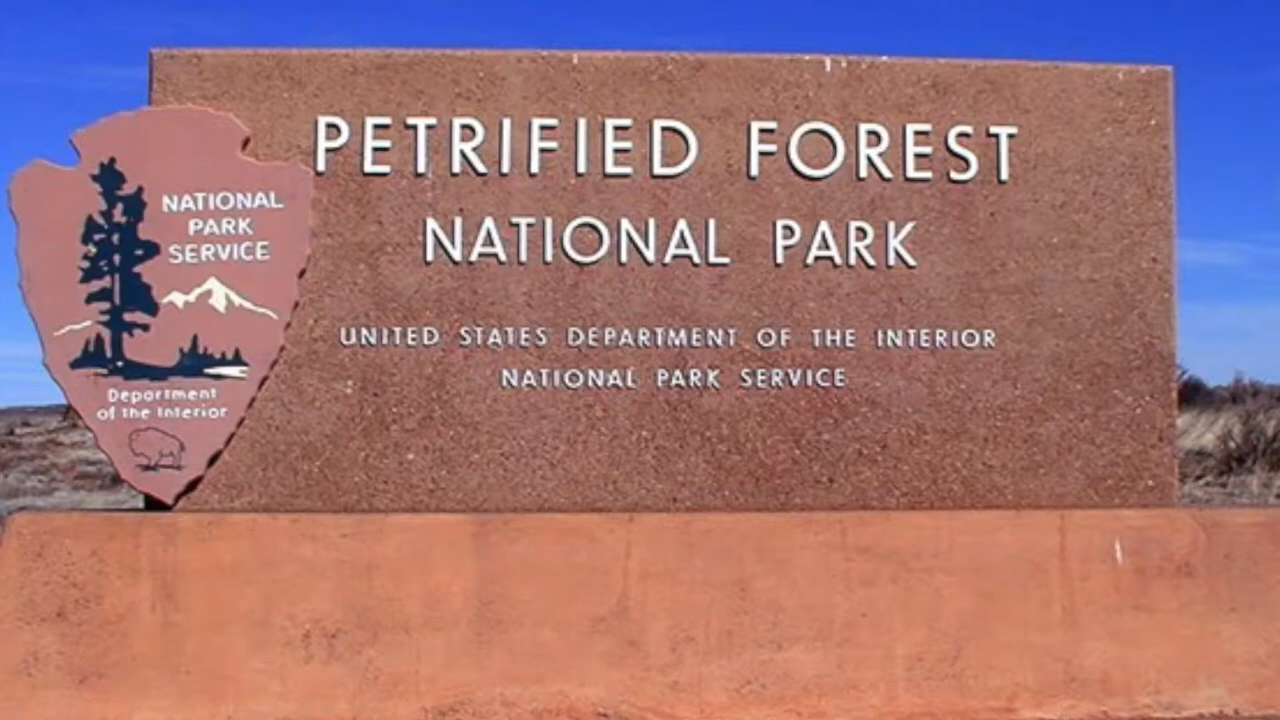 PETRIFIED FOREST
NATIONAL PARK
UNITED STATES DEPARTMENT OF THE INTERIOR
NATIONAL PARK SERVICE
NATIONAL
PARK
SERVICE
Department
of the Interior